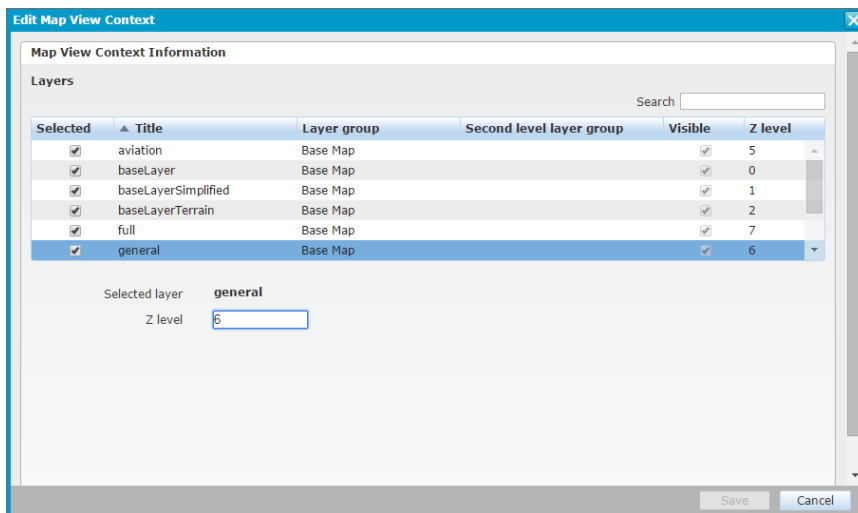 Edit Map View Context
Map View Context Information
Layers
Search
Selected Title Layer group Second level layer group Visible Z level
aviation Base Map 5
baseLayer Base Map 0
baseLayerSimplified Base Map 1
baseLayerTerrain Base Map 2
full Base Map 7
general Base Map 6
Selected layer general
Z level 6
Save Cancel